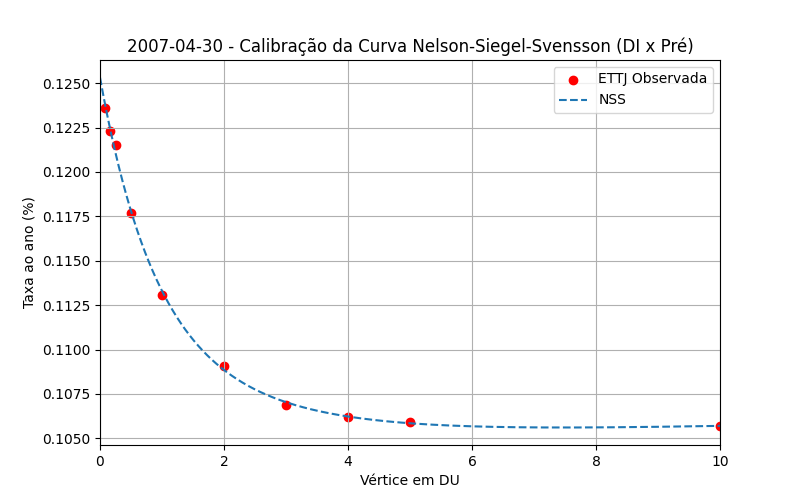 2007-04-30 - Calibração da Curva Nelson-Siegel-Svensson (DI x Pré)
ETTJ Observada
NSS
Taxa ao ano (%)
0.1250
0.1225
0.1200
0.1175
0.1150
0.1125
0.1100
0.1075
0.1050
0 2 4 6 8 10
Vértice em DU